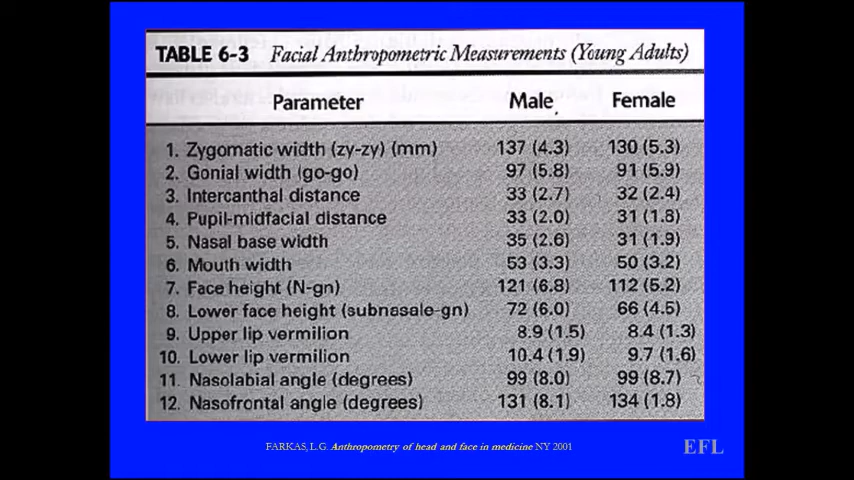 TABLE 6-3 Facial Anthropometric Measurements (Young Adults)
Parameter Male Female
1. Zygomatic width (zy-zy) (mm) 137 (4.3) 130 (5.3)
2. Gonial width (go-go) 97 (5.8) 91 (5.9)
3. Intercanthal distance 33 (2.7) 32 (2.4)
4. Pupil-midfacial distance 33 (2.0) 31 (1.8)
5. Nasal base width 35 (2.6) 31 (1.9)
6. Mouth width 53 (3.3) 50 (3.2)
7. Face height (N-gn) 121 (6.8) 112 (5.2)
8. Lower face height (subnasale-gn) 72 (6.0) 66 (4.5)
9. Upper lip vermilion 8.9 (1.5) 8.4 (1.3)
10. Lower lip vermilion 10.4 (1.9) 9.7 (1.6)
11. Nasolabial angle (degrees) 99 (8.0) 99 (8.7)
12. Nasofrontal angle (degrees) 131 (8.1) 134 (1.8)
FARKAS, L.G. Anthropometry of head and face in medicine NY 2001
EFL